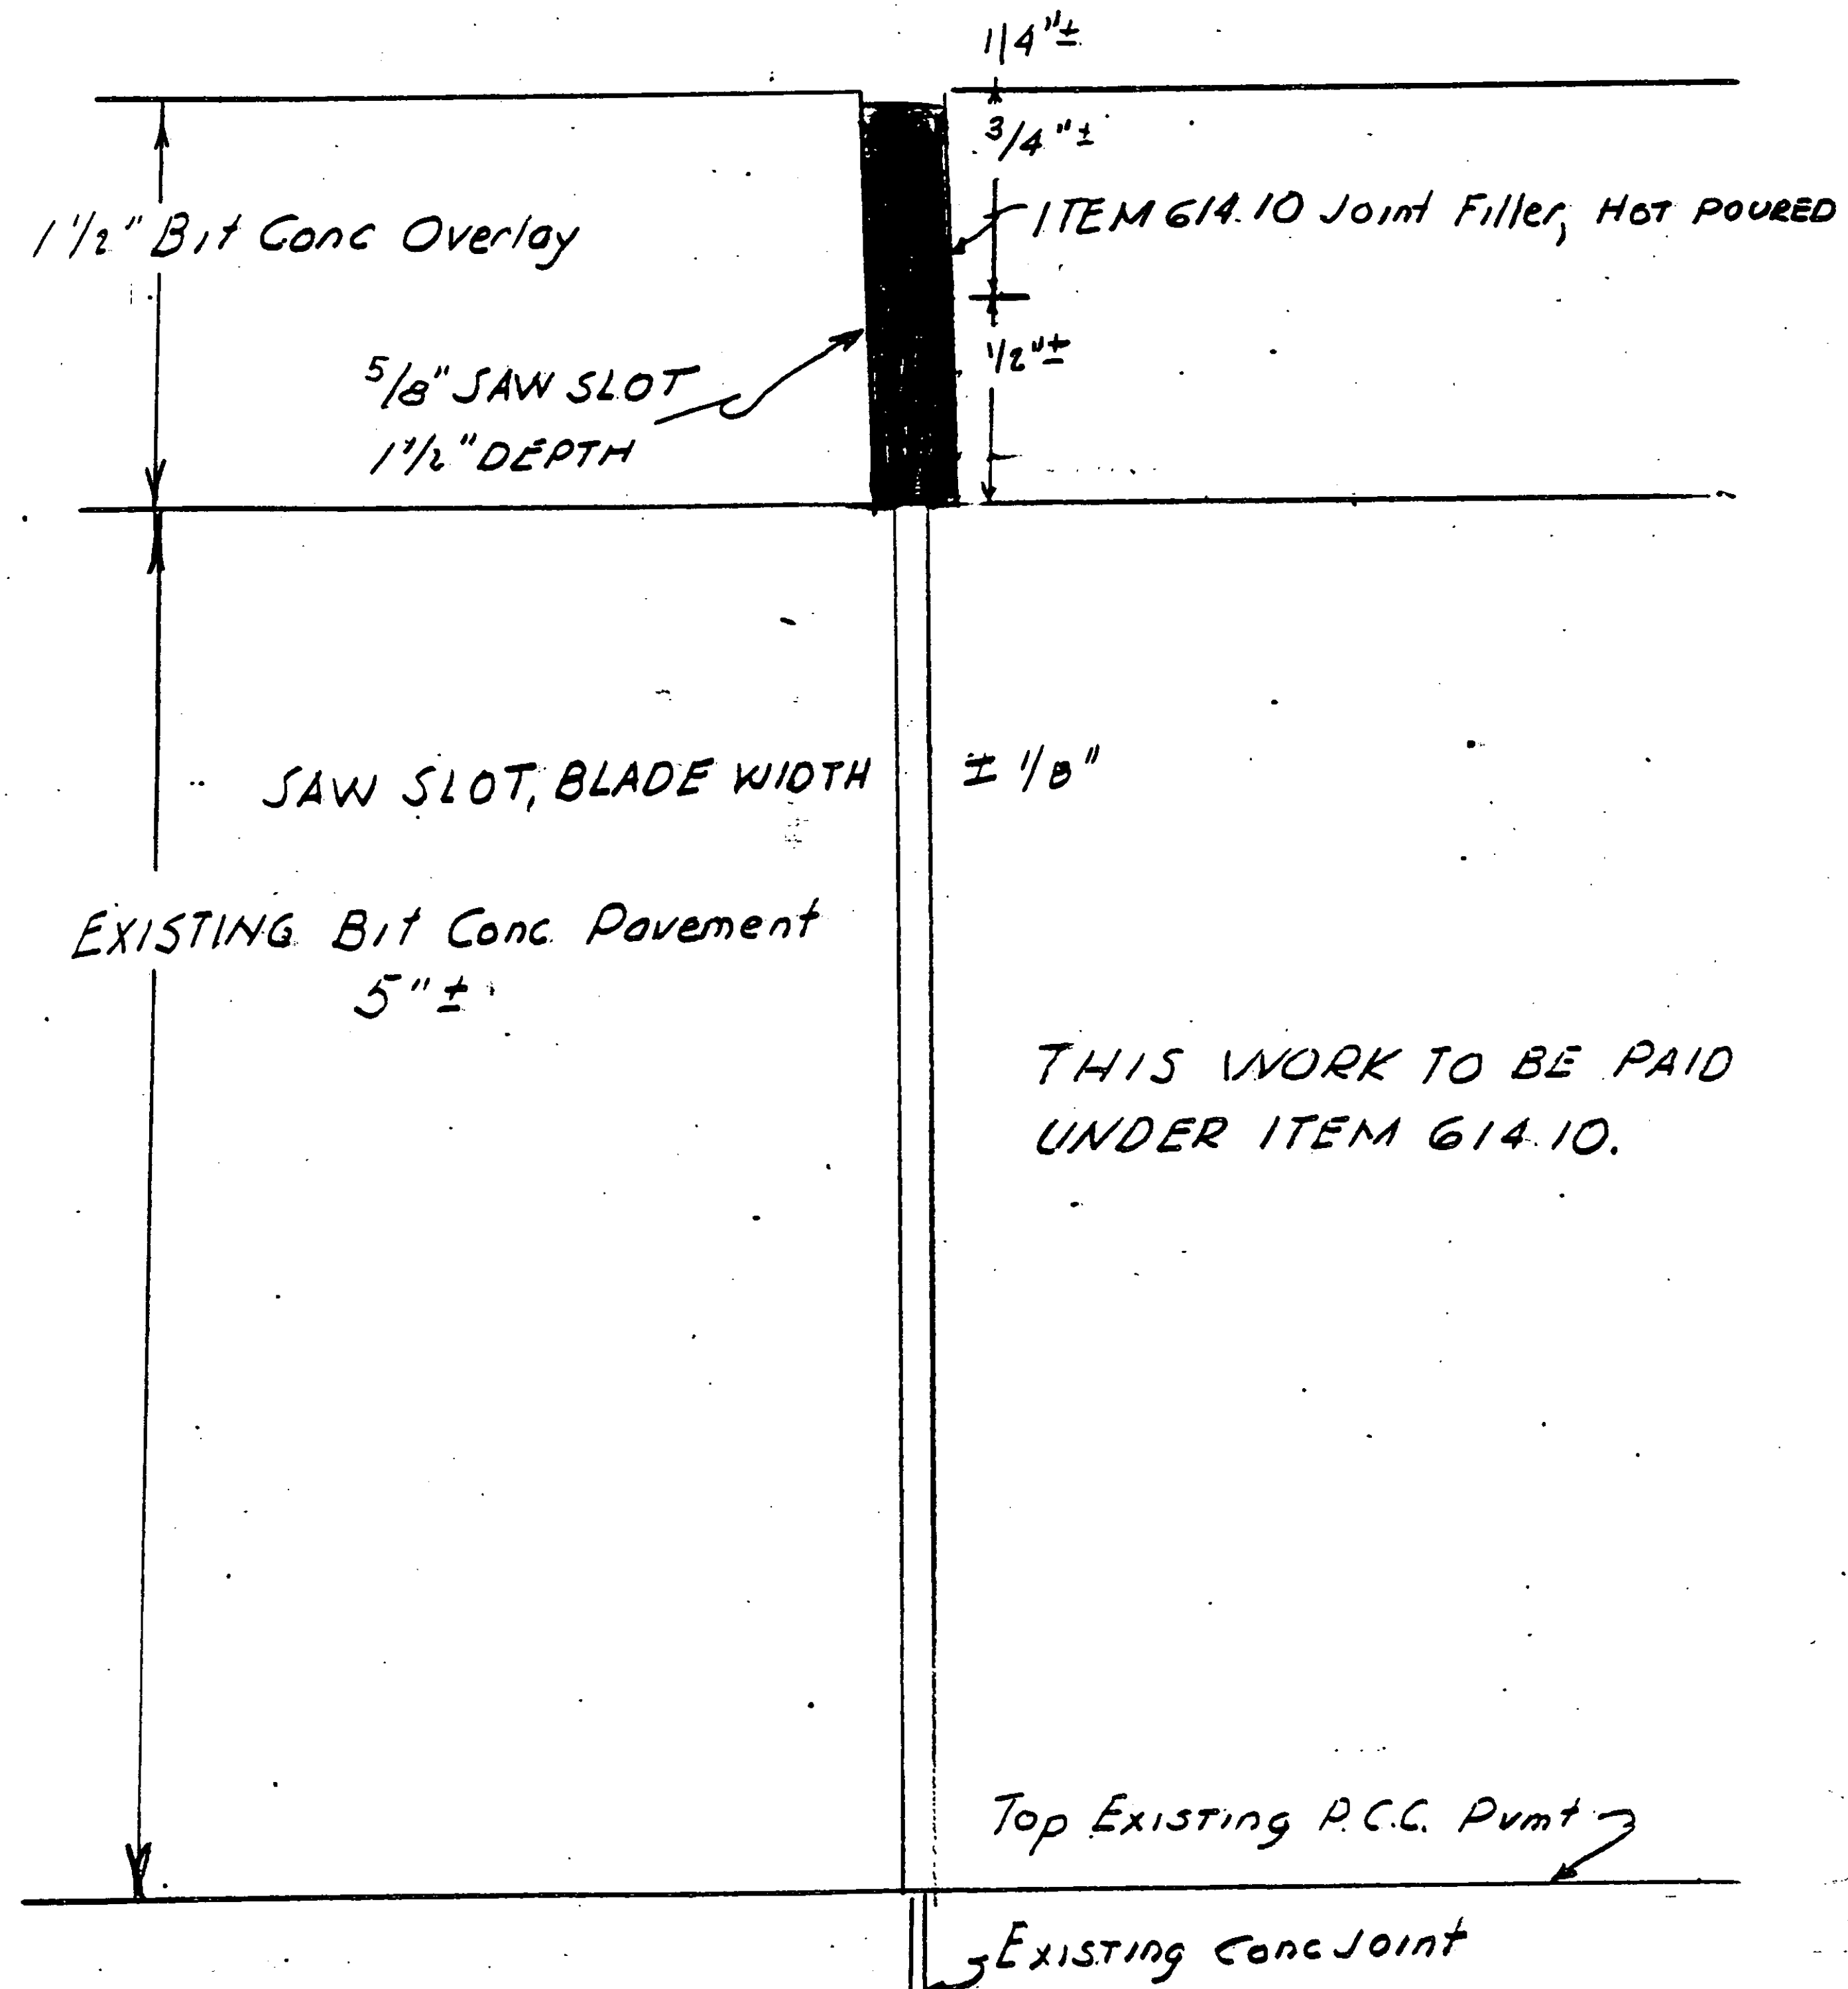 1/4"±
3/4"±
1 1/2" Bit Conc Overlay
ITEM 614.10 Joint Filler, HOT POURED
1/2"±
5/8" SAW SLOT
1 1/2" DEPTH
SAW SLOT, BLADE WIDTH ± 1/8"
EXISTING Bit Conc. Pavement
5"±
THIS WORK TO BE PAID
UNDER ITEM 614.10.
Top Existing P.C.C. Pvmt
Existing Conc Joint